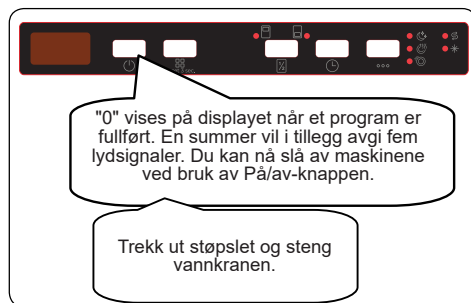 "0" vises på displayet når et program er
fullført. En summer vil i tillegg avgi fem
lydsignaler. Du kan nå slå av maskinene
ved bruk av På/av-knappen.
Trekk ut støpslet og steng
vannkranen.